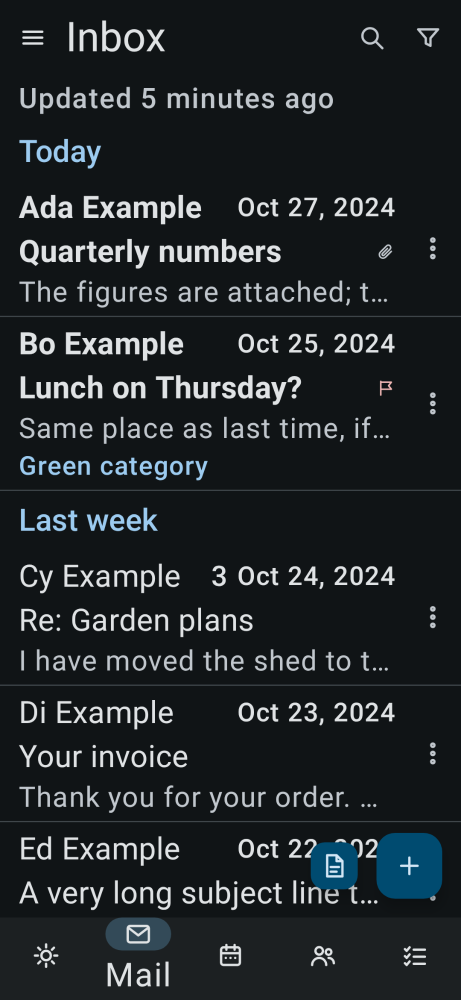 Inbox
Updated 5 minutes ago
Today
Ada Example Oct 27, 2024
Quarterly numbers
The figures are attached; t…
Bo Example Oct 25, 2024
Lunch on Thursday?
Same place as last time, if…
Green category
Last week
Cy Example 3 Oct 24, 2024
Re: Garden plans
I have moved the shed to t…
Di Example Oct 23, 2024
Your invoice
Thank you for your order. …
Ed Example Oct 22
A very long subject line t…
Mail